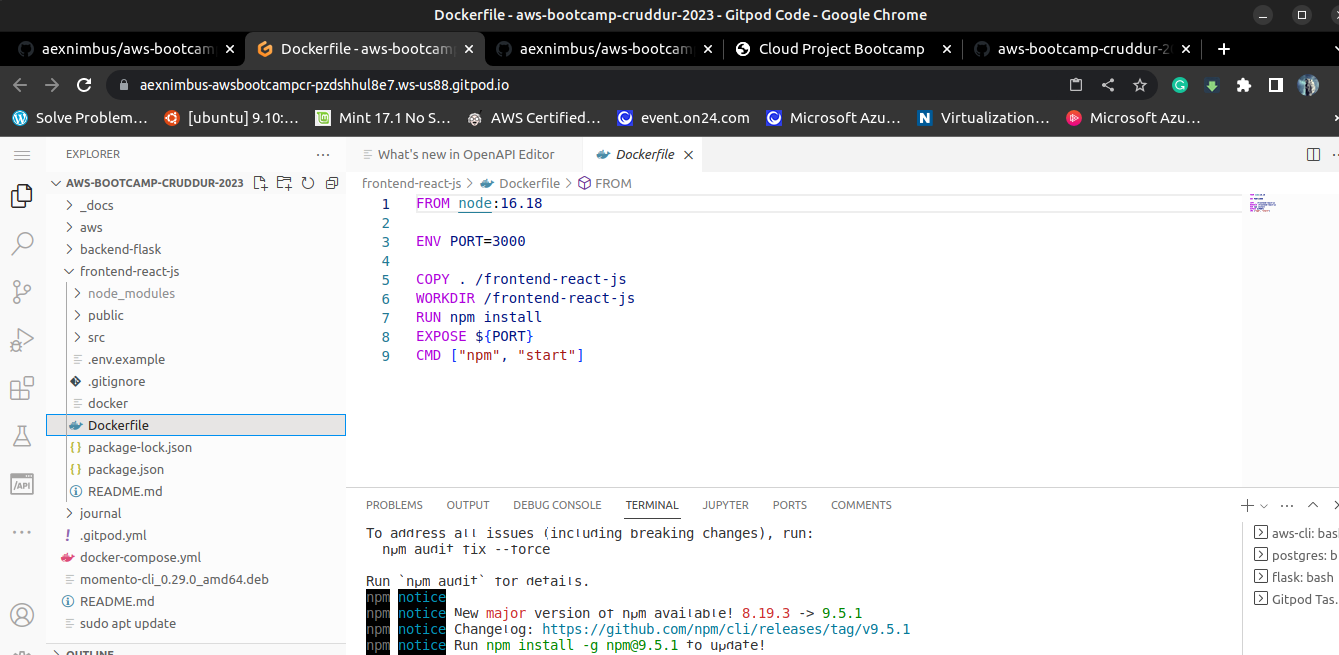 Dockerfile - aws-bootcamp-cruddur-2023 - Gitpod Code - Google Chrome
aexnimbus/aws-bootcam
Dockerfile - aws-bootcamp
aexnimbus/aws-bootcam
Cloud Project Bootcamp
aws-bootcamp-cruddur-2
aexnimbus-awsbootcampcr-pzdshhul8e7.ws-us88.gitpod.io
Solve Problem...
[ubuntu] 9.10:...
Mint 17.1 No S...
AWS Certified...
event.on24.com
Microsoft Azu...
Virtualization...
Microsoft Azu...
EXPLORER
AWS-BOOTCAMP-CRUDDUR-2023
_docs
aws
backend-flask
frontend-react-js
node_modules
public
src
.env.example
.gitignore
docker
Dockerfile
package-lock.json
package.json
README.md
journal
.gitpod.yml
docker-compose.yml
momento-cli_0.29.0_amd64.deb
README.md
sudo apt update
OUTLINE
What's new in OpenAPI Editor
Dockerfile
frontend-react-js > Dockerfile > FROM
1 FROM node:16.18
2
3 ENV PORT=3000
4
5 COPY . /frontend-react-js
6 WORKDIR /frontend-react-js
7 RUN npm install
8 EXPOSE ${PORT}
9 CMD ["npm", "start"]
PROBLEMS OUTPUT DEBUG CONSOLE TERMINAL JUPYTER PORTS COMMENTS
To address all issues (including breaking changes), run:
npm audit fix --force
Run `npm audit` for details.
npm notice
npm notice New major version of npm available! 8.19.3 -> 9.5.1
npm notice Changelog: https://github.com/npm/cli/releases/tag/v9.5.1
npm notice Run npm install -g npm@9.5.1 to update!
aws-cli: bas
postgres: b
flask: bash
Gitpod Tas.